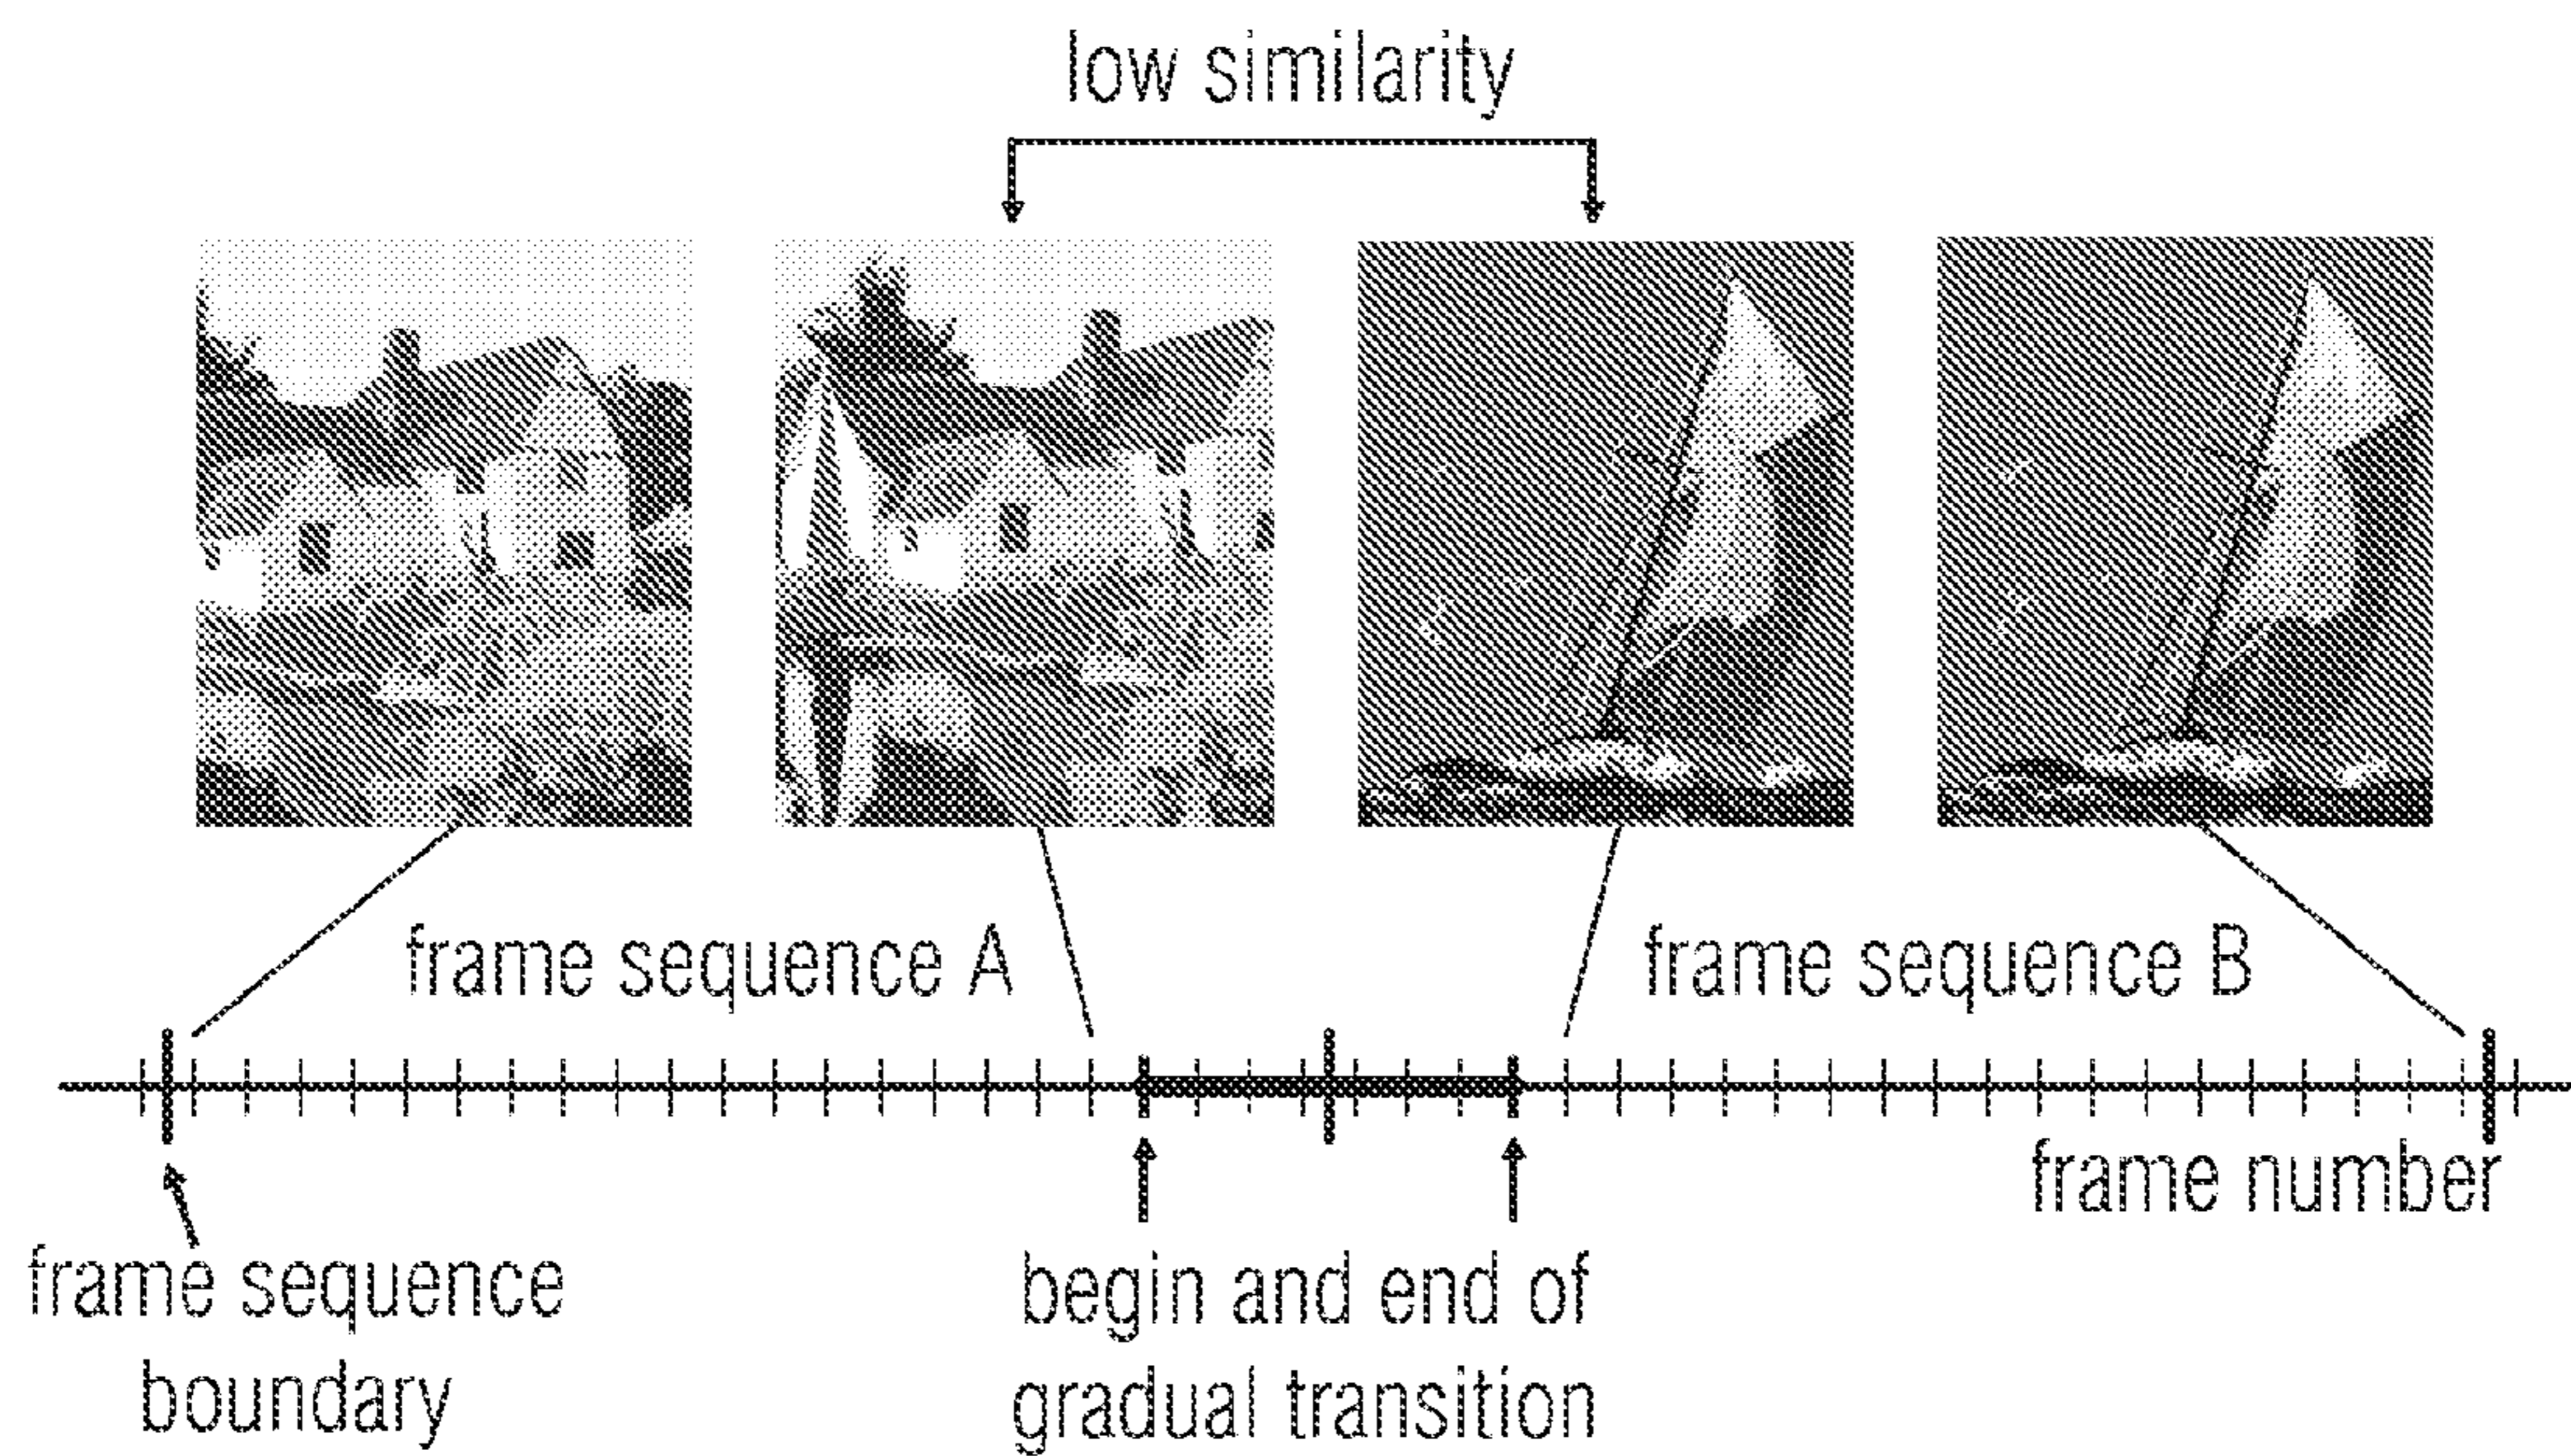 low similarity
frame sequence A
frame sequence B
frame number
frame sequence
boundary
begin and end of
gradual transition